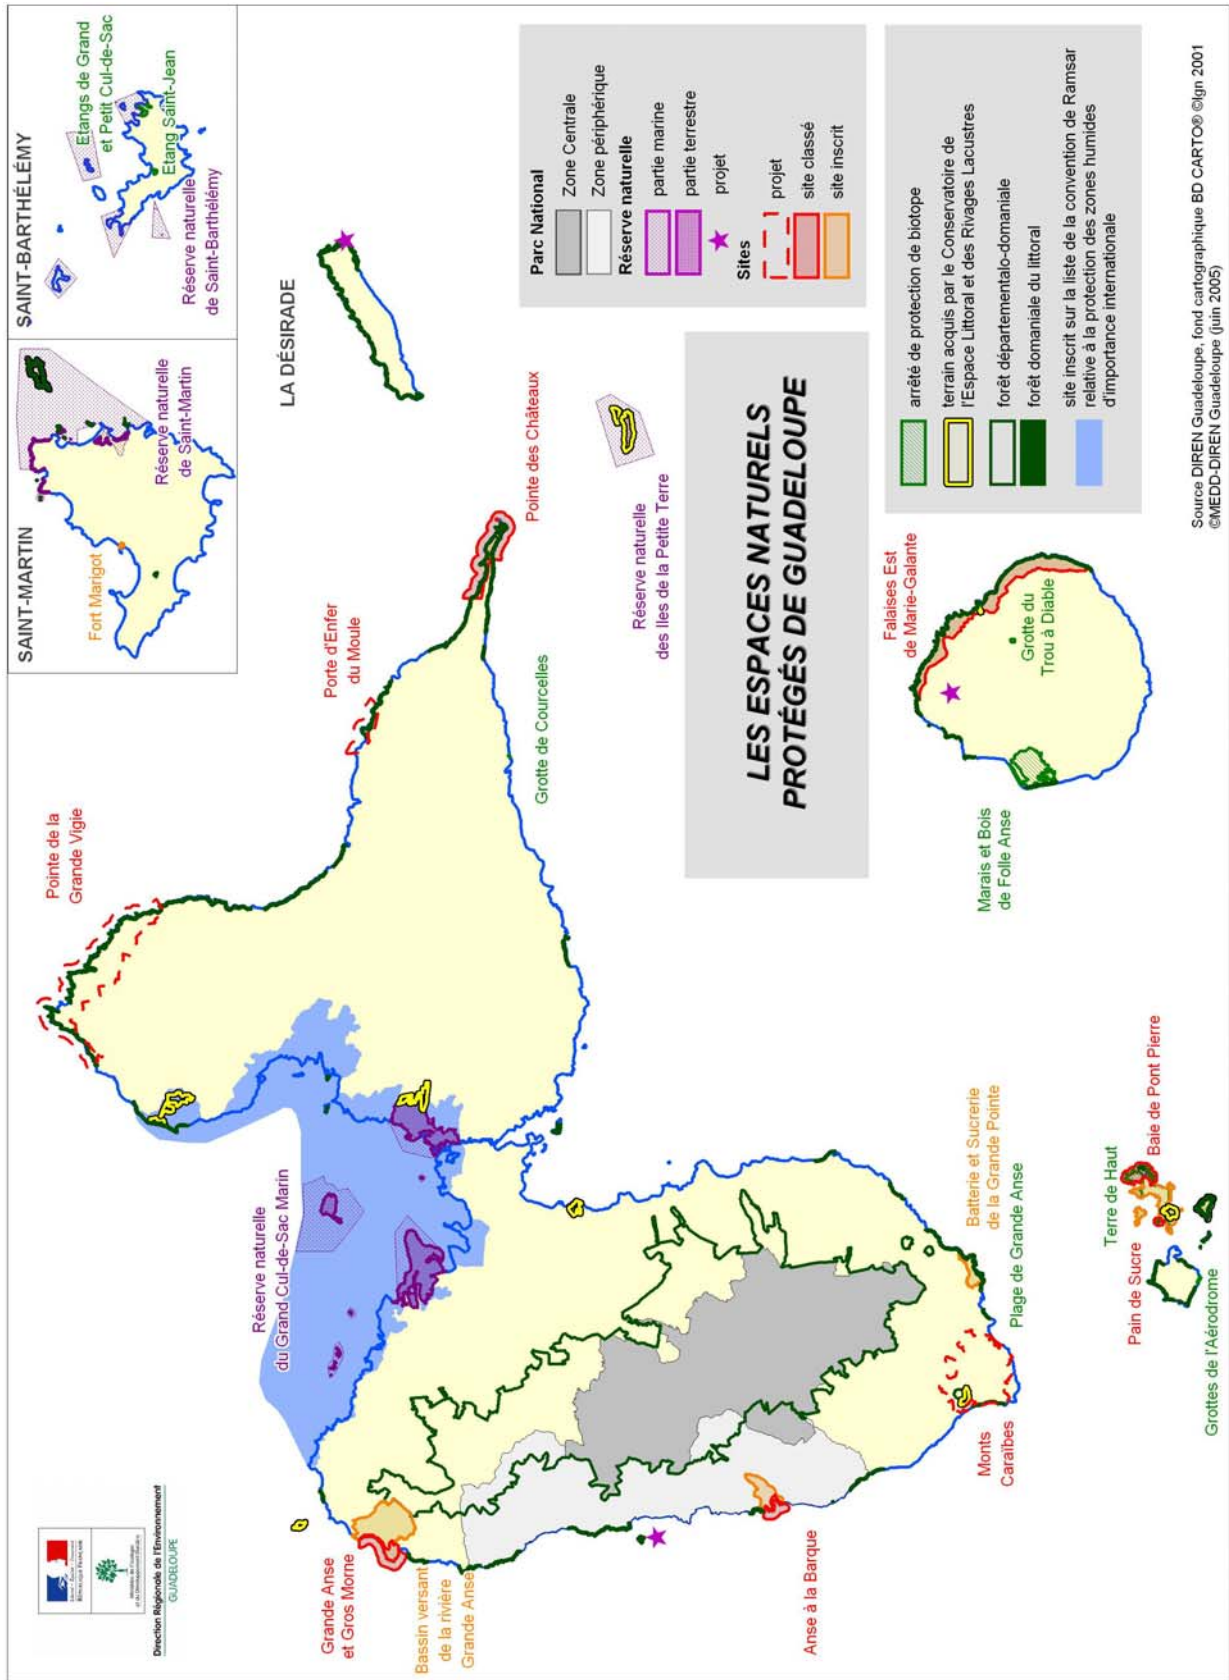 RÉPUBLIQUE FRANÇAISE
Direction Régionale de l'Environnement
GUADELOUPE
SAINT-MARTIN
Fort Marigot
Réserve naturelle
de Saint-Martin
SAINT-BARTHÉLÉMY
Etangs de Grand
et Petit Cul-de-Sac
Etang Saint-Jean
Réserve naturelle
de Saint-Barthélémy
Pointe de la
Grande Vigie
Porte d'Enfer
du Moule
LA DÉSIRADE
Pointe des Châteaux
Réserve naturelle
du Grand Cul-de-Sac Marin
Grande Anse
et Gros Morne
Bassin versant
de la rivière
Grande Anse
Grotte de Courcelles
Réserve naturelle
des Iles de la Petite Terre
Anse à la Barque
Batterie et Sucrerie
de la Grande Pointe
Plage de Grande Anse
Monts
Caraïbes
LES ESPACES NATURELS
PROTÉGÉS DE GUADELOUPE
Parc National
Zone Centrale
Zone périphérique
Réserve naturelle
partie marine
partie terrestre
projet
Sites
projet
site classé
site inscrit
arrêté de protection de biotope
terrain acquis par le Conservatoire de
l'Espace Littoral et des Rivages Lacustres
forêt départementalo-domaniale
forêt domaniale du littoral
site inscrit sur la liste de la convention de Ramsar
relative à la protection des zones humides
d'importance internationale
Falaises Est
de Marie-Galante
Grotte du
Trou à Diable
Marais et Bois
de Folle Anse
Terre de Haut
Baie de Pont Pierre
Pain de Sucre
Grottes de l'Aérodrome
Source DIREN Guadeloupe, fond cartographique BD CARTO® ©Ign 2001
©MEDD-DIREN Guadeloupe (juin 2005)